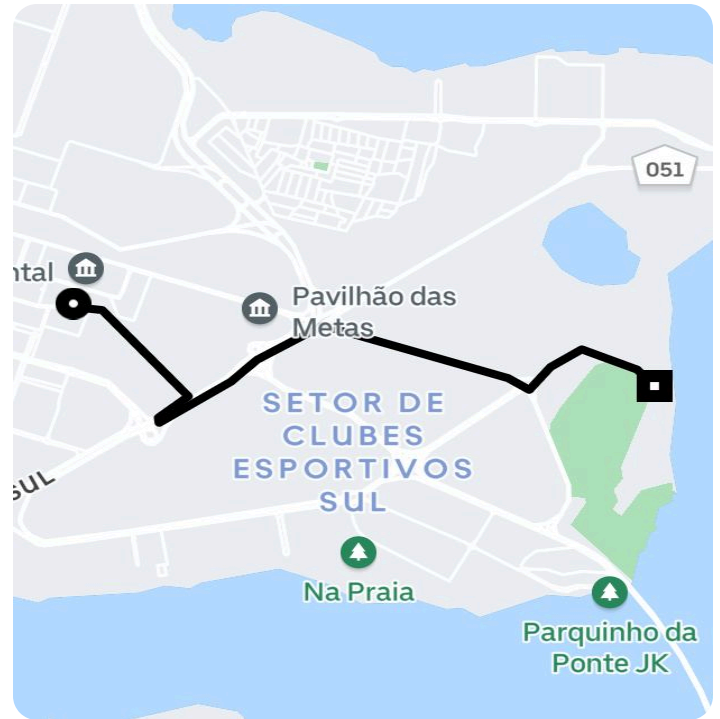 051
ntal
Pavilhão das
Metas
SETOR DE
CLUBES
ESPORTIVOS
SUL
SUL
Na Praia
Parquinho da
Ponte JK